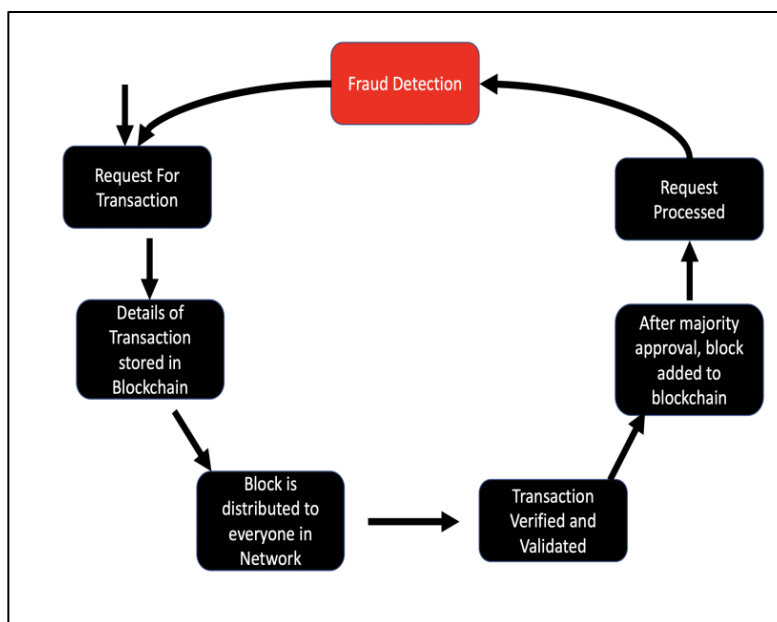 Fraud Detection
Request For
Transaction
Details of
Transaction
stored in
Blockchain
Block is
distributed to
everyone in
Network
Transaction
Verified and
Validated
After majority
approval, block
added to
blockchain
Request
Processed